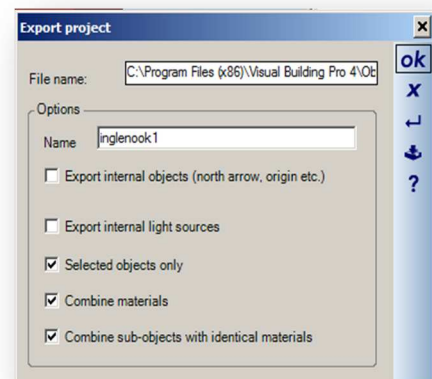 Export project
ok
x
?
File name: C:\Program Files (x86)\Visual Building Pro 4\Ob
Options
Name inglenook1
Export internal objects (north arrow, origin etc.)
Export internal light sources
Selected objects only
Combine materials
Combine sub-objects with identical materials